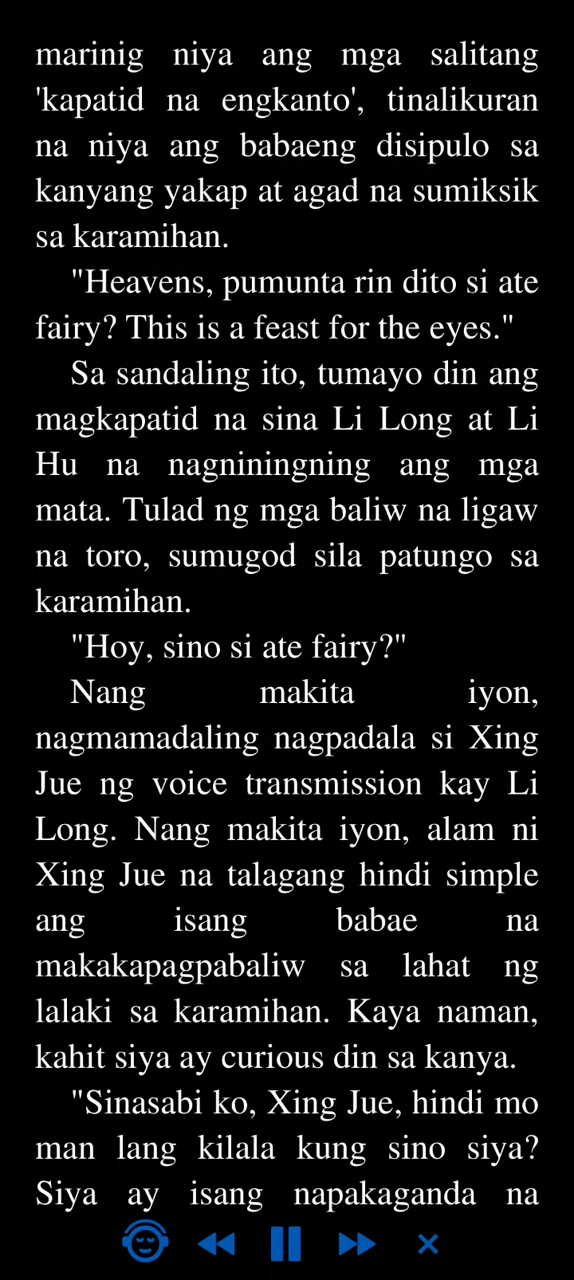 marinig niya ang mga salitang
'kapatid na engkanto', tinalikuran
na niya ang babaeng disipulo sa
kanyang yakap at agad na sumiksik
sa karamihan.
"Heavens, pumunta rin dito si ate
fairy? This is a feast for the eyes."
Sa sandaling ito, tumayo din ang
magkapatid na sina Li Long at Li
Hu na nagniningning ang mga
mata. Tulad ng mga baliw na ligaw
na toro, sumugod sila patungo sa
karamihan.
"Hoy, sino si ate fairy?"
Nang makita iyon,
nagmamadaling nagpadala si Xing
Jue ng voice transmission kay Li
Long. Nang makita iyon, alam ni
Xing Jue na talagang hindi simple
ang isang babae na
makakapagpabaliw sa lahat ng
lalaki sa karamihan. Kaya naman,
kahit siya ay curious din sa kanya.
"Sinasabi ko, Xing Jue, hindi mo
man lang kilala kung sino siya?
Siya ay isang napakaganda na